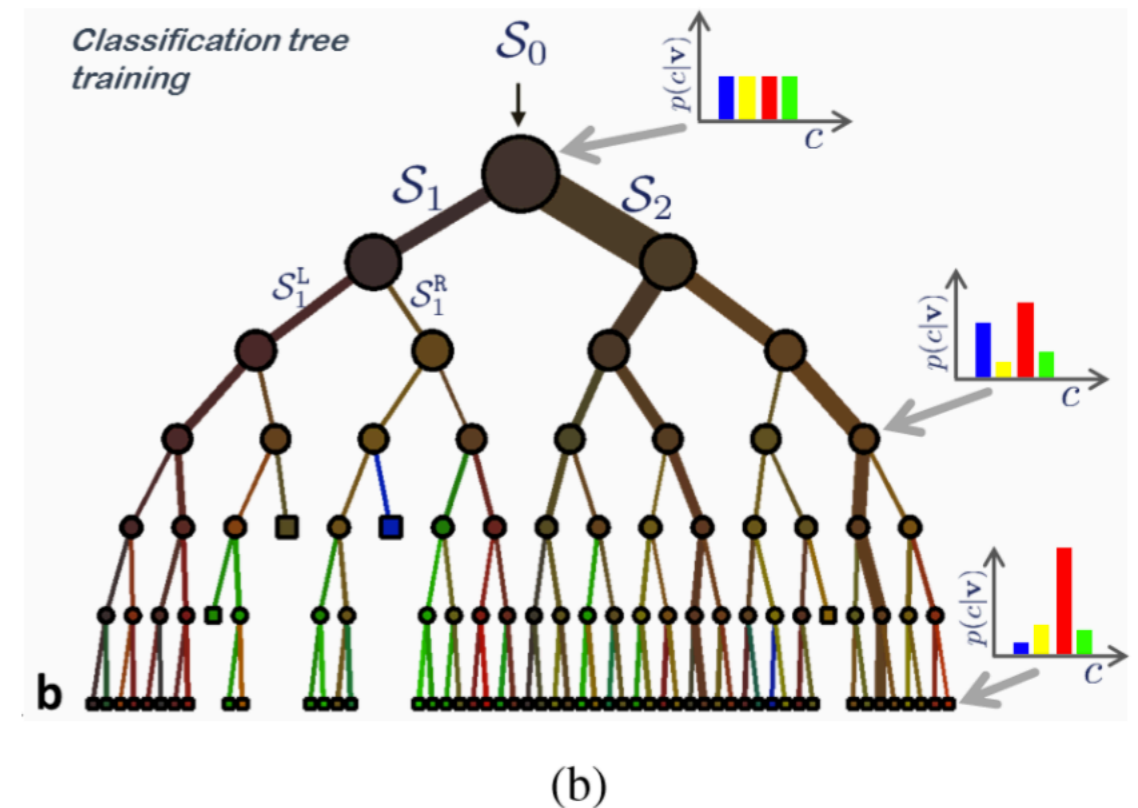 Classification tree
training
S₀
p(c|v)
c
S₁
S₂
S₁ᴸ
S₁ᴿ
p(c|v)
c
p(c|v)
c
b
(b)